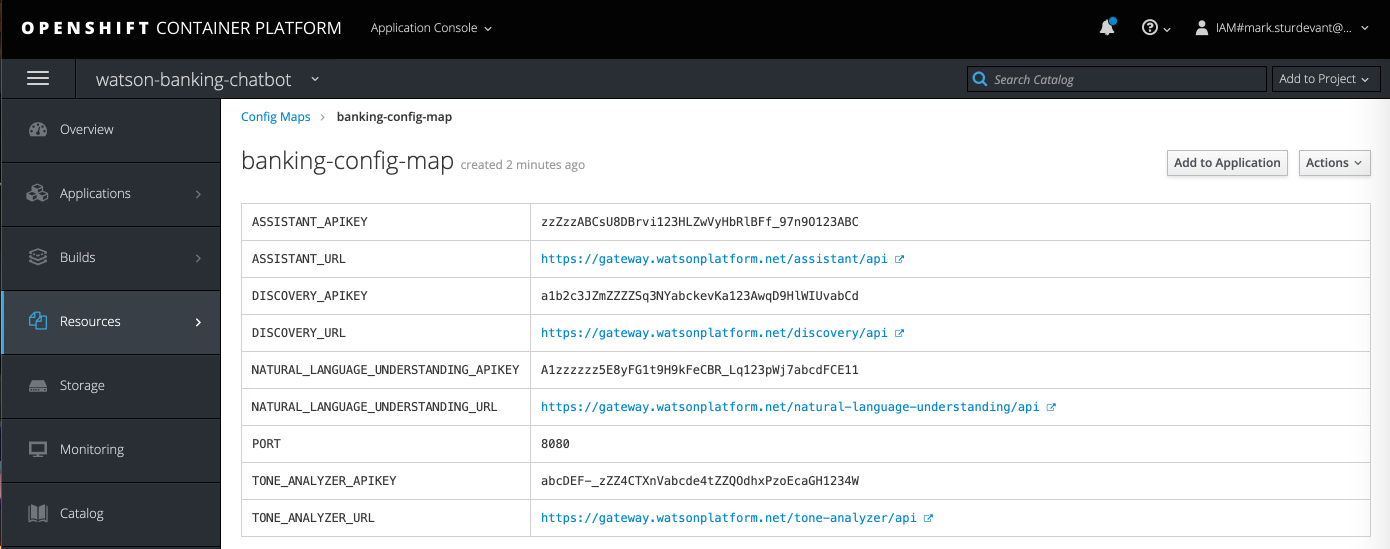 OPENSHIFT CONTAINER PLATFORM Application Console IAM#mark.sturdevant@...
watson-banking-chatbot Search Catalog Add to Project
Overview
Applications
Builds
Resources
Storage
Monitoring
Catalog
Config Maps > banking-config-map
banking-config-map created 2 minutes ago Add to Application Actions
ASSISTANT_APIKEY zzZzzABCsU8DBrvi123HLZwVyHbRlBFf_97n9O123ABC
ASSISTANT_URL https://gateway.watsonplatform.net/assistant/api
DISCOVERY_APIKEY a1b2c3JZmZZZZSq3NYabckevKa123AwqD9HlWIUvabCd
DISCOVERY_URL https://gateway.watsonplatform.net/discovery/api
NATURAL_LANGUAGE_UNDERSTANDING_APIKEY A1zzzzzz5E8yFG1t9H9kFeCBR_Lq123pWj7abcdFCE11
NATURAL_LANGUAGE_UNDERSTANDING_URL https://gateway.watsonplatform.net/natural-language-understanding/api
PORT 8080
TONE_ANALYZER_APIKEY abcDEF-_zZZ4CTXnVabcde4tZZQOdhxPzoEcaGH1234W
TONE_ANALYZER_URL https://gateway.watsonplatform.net/tone-analyzer/api